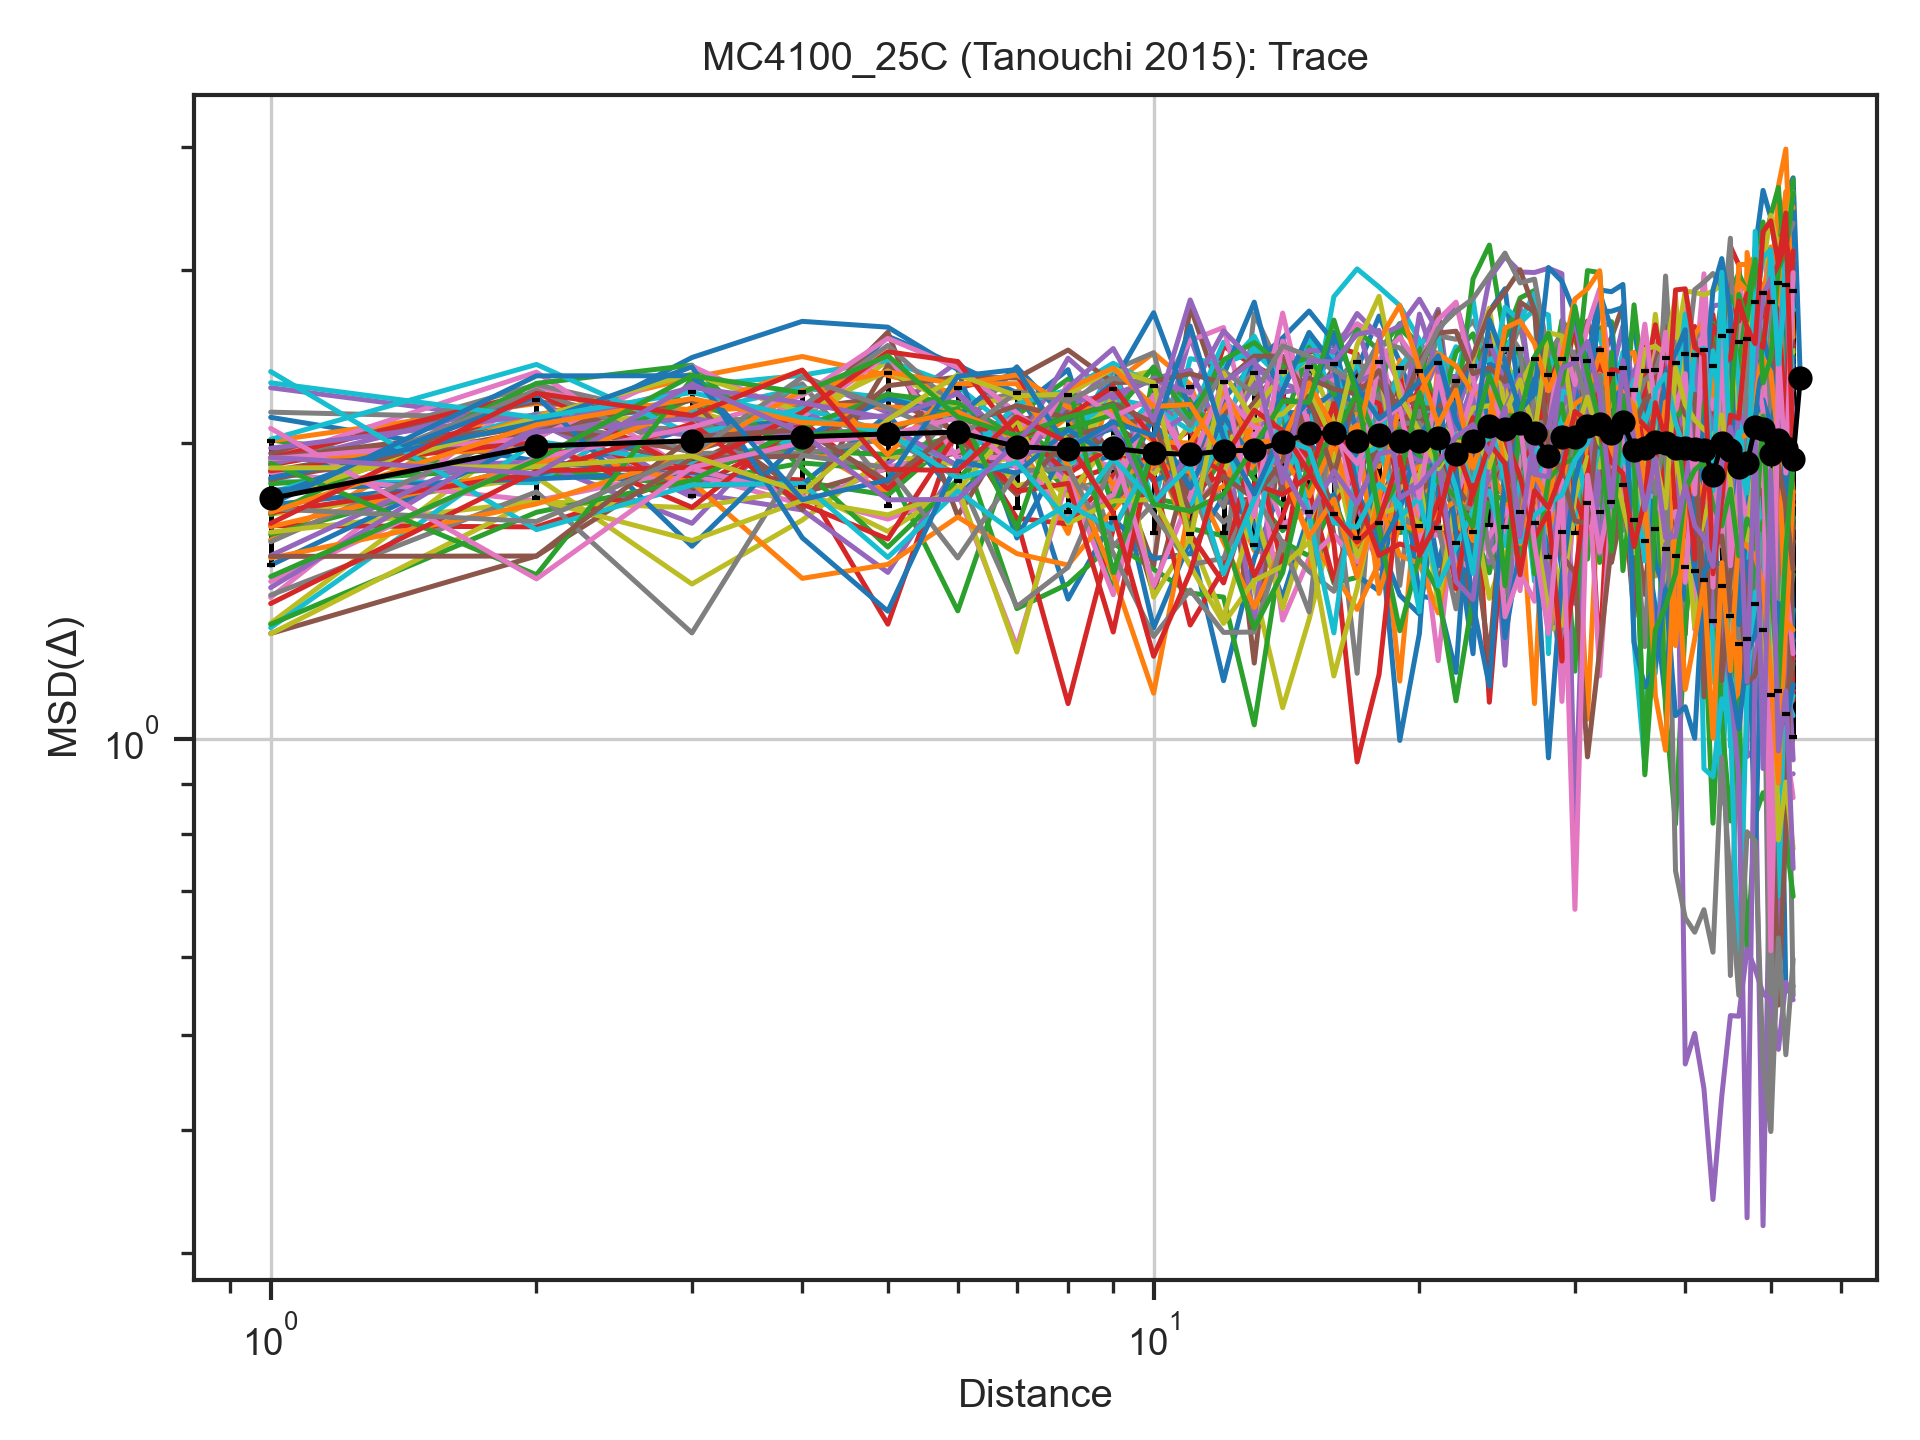 MC4100_25C (Tanouchi 2015): Trace
MSD(Δ)
10⁰
10⁰
10¹
Distance